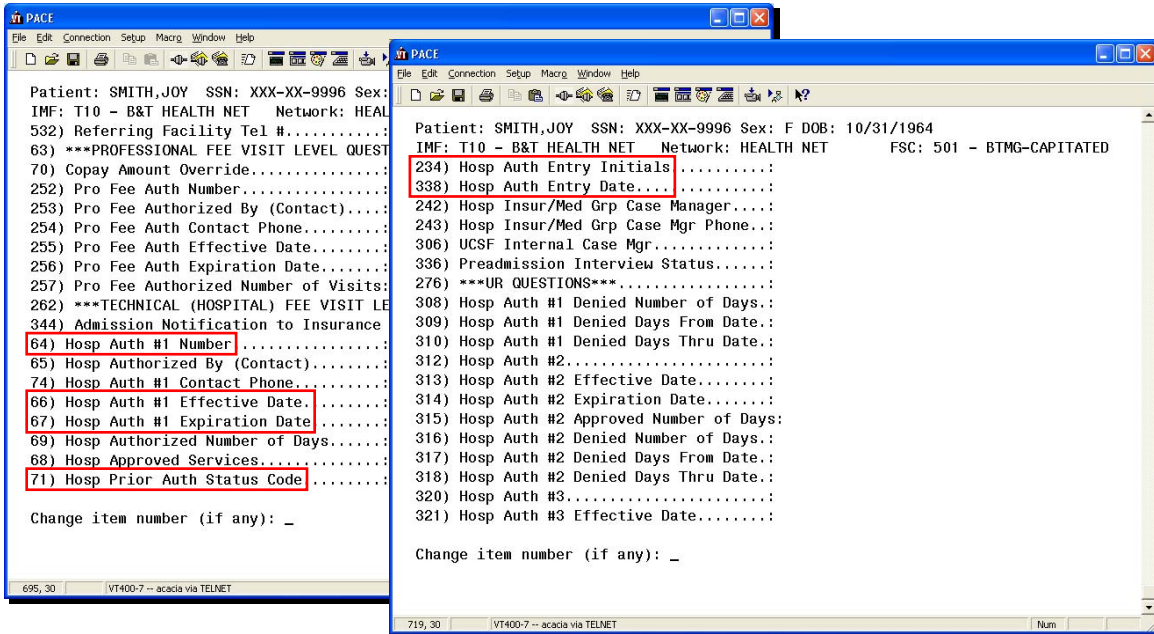 PACE
File Edit Connection Setup Macro Window Help
Patient: SMITH,JOY SSN: XXX-XX-9996 Sex:
IMF: T10 - B&T HEALTH NET Network: HEAL
532) Referring Facility Tel #...........:
63) ***PROFESSIONAL FEE VISIT LEVEL QUEST
70) Copay Amount Override...............:
252) Pro Fee Auth Number................:
253) Pro Fee Authorized By (Contact)....:
254) Pro Fee Auth Contact Phone.........:
255) Pro Fee Auth Effective Date........:
256) Pro Fee Auth Expiration Date.......:
257) Pro Fee Authorized Number of Visits:
262) ***TECHNICAL (HOSPITAL) FEE VISIT LE
344) Admission Notification to Insurance
64) Hosp Auth #1 Number ................:
65) Hosp Authorized By (Contact)........:
74) Hosp Auth #1 Contact Phone..........:
66) Hosp Auth #1 Effective Date.........:
67) Hosp Auth #1 Expiration Date........:
69) Hosp Authorized Number of Days......:
68) Hosp Approved Services..............:
71) Hosp Prior Auth Status Code.........:
Change item number (if any): _
695, 30 VT400-7 -- acacia via TELNET
PACE
File Edit Connection Setup Macro Window Help
Patient: SMITH,JOY SSN: XXX-XX-9996 Sex: F DOB: 10/31/1964
IMF: T10 - B&T HEALTH NET Network: HEALTH NET FSC: 501 - BTMG-CAPITATED
234) Hosp Auth Entry Initials...........:
338) Hosp Auth Entry Date...............:
242) Hosp Insur/Med Grp Case Manager....:
243) Hosp Insur/Med Grp Case Mgr Phone..:
306) UCSF Internal Case Mgr.............:
336) Preadmission Interview Status......:
276) ***UR QUESTIONS***.................:
308) Hosp Auth #1 Denied Number of Days.:
309) Hosp Auth #1 Denied Days From Date.:
310) Hosp Auth #1 Denied Days Thru Date.:
312) Hosp Auth #2.......................:
313) Hosp Auth #2 Effective Date........:
314) Hosp Auth #2 Expiration Date.......:
315) Hosp Auth #2 Approved Number of Days:
316) Hosp Auth #2 Denied Number of Days.:
317) Hosp Auth #2 Denied Days From Date.:
318) Hosp Auth #2 Denied Days Thru Date.:
320) Hosp Auth #3.......................:
321) Hosp Auth #3 Effective Date........:
Change item number (if any): _
719, 30 VT400-7 -- acacia via TELNET Num